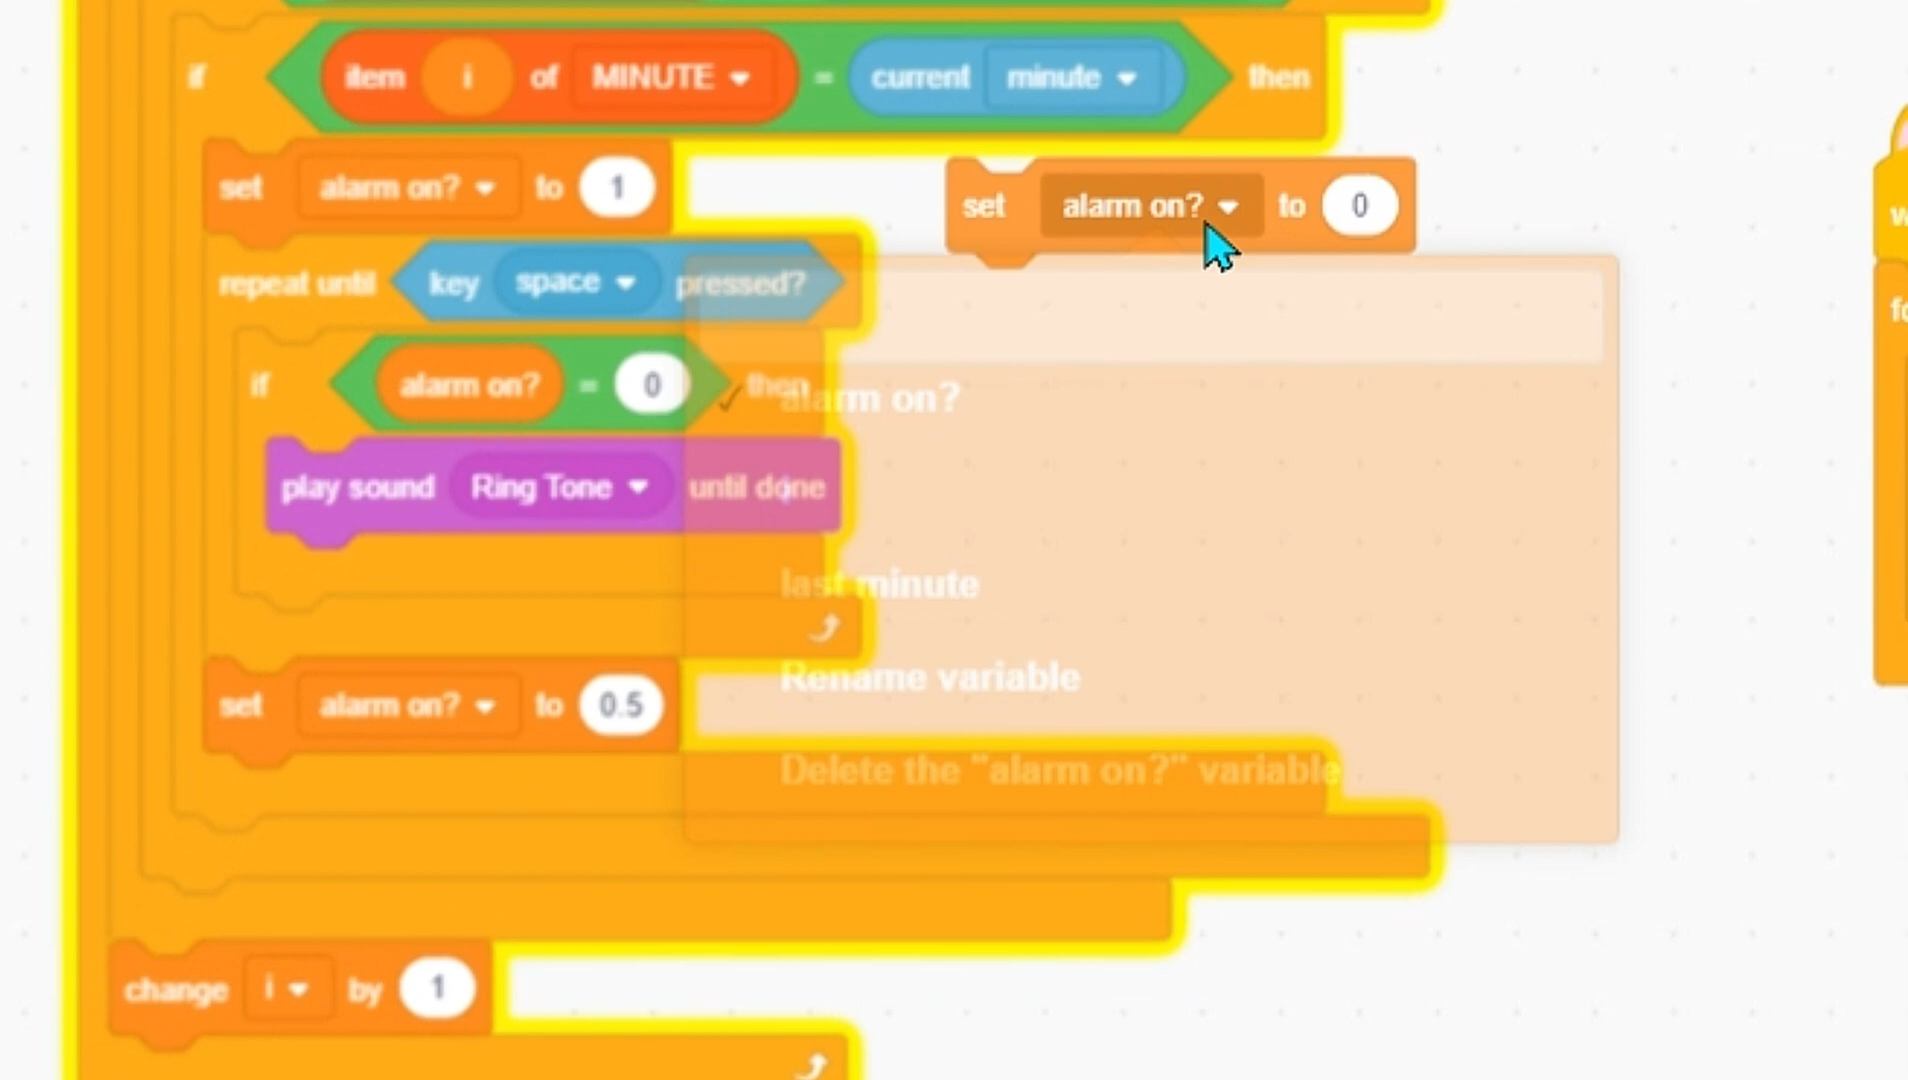 if item i of MINUTE = current minute then
set alarm on? to 1
set alarm on? to 0
repeat until key space pressed?
if alarm on? = 0 then
alarm on?
play sound Ring Tone until done
i
last minute
Rename variable
set alarm on? to 0.5
Delete the "alarm on?" variable
change i by 1